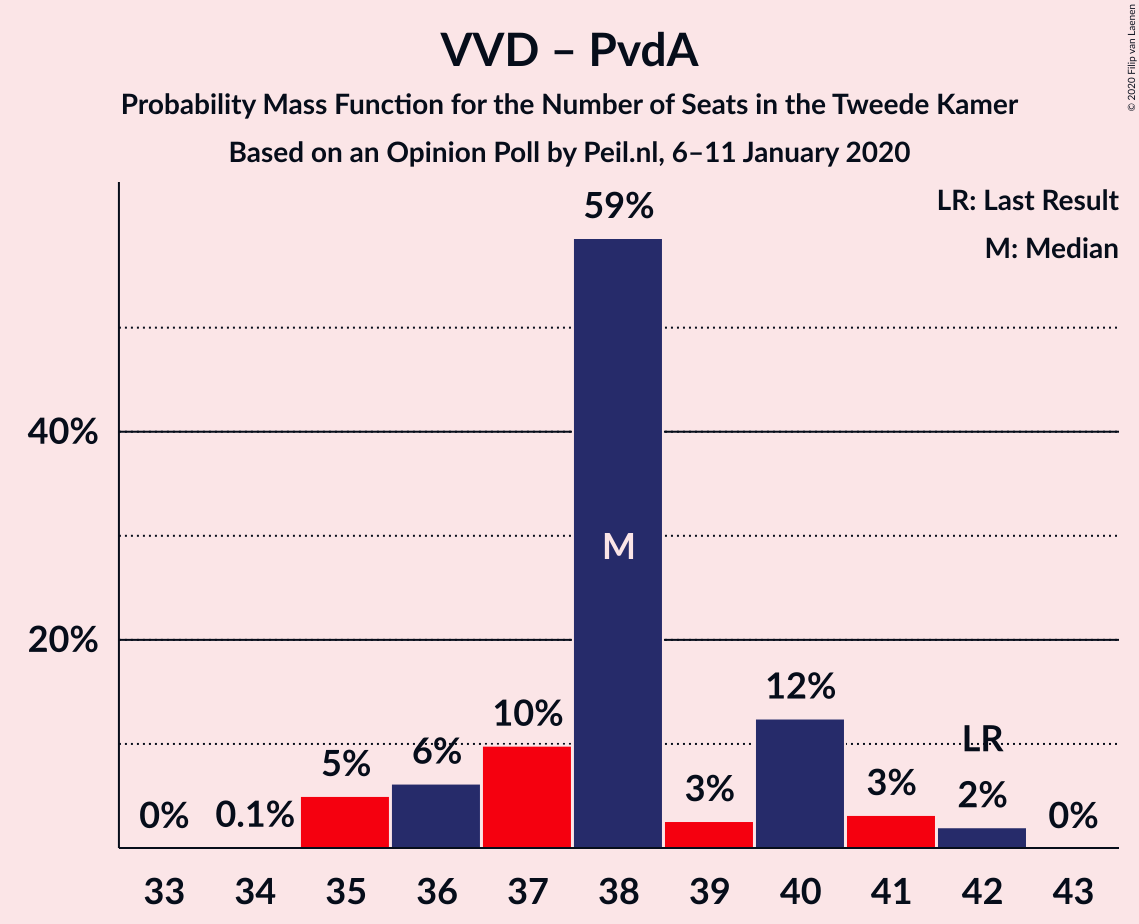 VVD – PvdA
Probability Mass Function for the Number of Seats in the Tweede Kamer
Based on an Opinion Poll by Peil.nl, 6–11 January 2020
© 2020 Filip van Laenen
LR: Last Result
M: Median
40%
20%
0%
0.1%
5%
6%
10%
59%
M
3%
12%
3%
LR
2%
0%
33 34 35 36 37 38 39 40 41 42 43